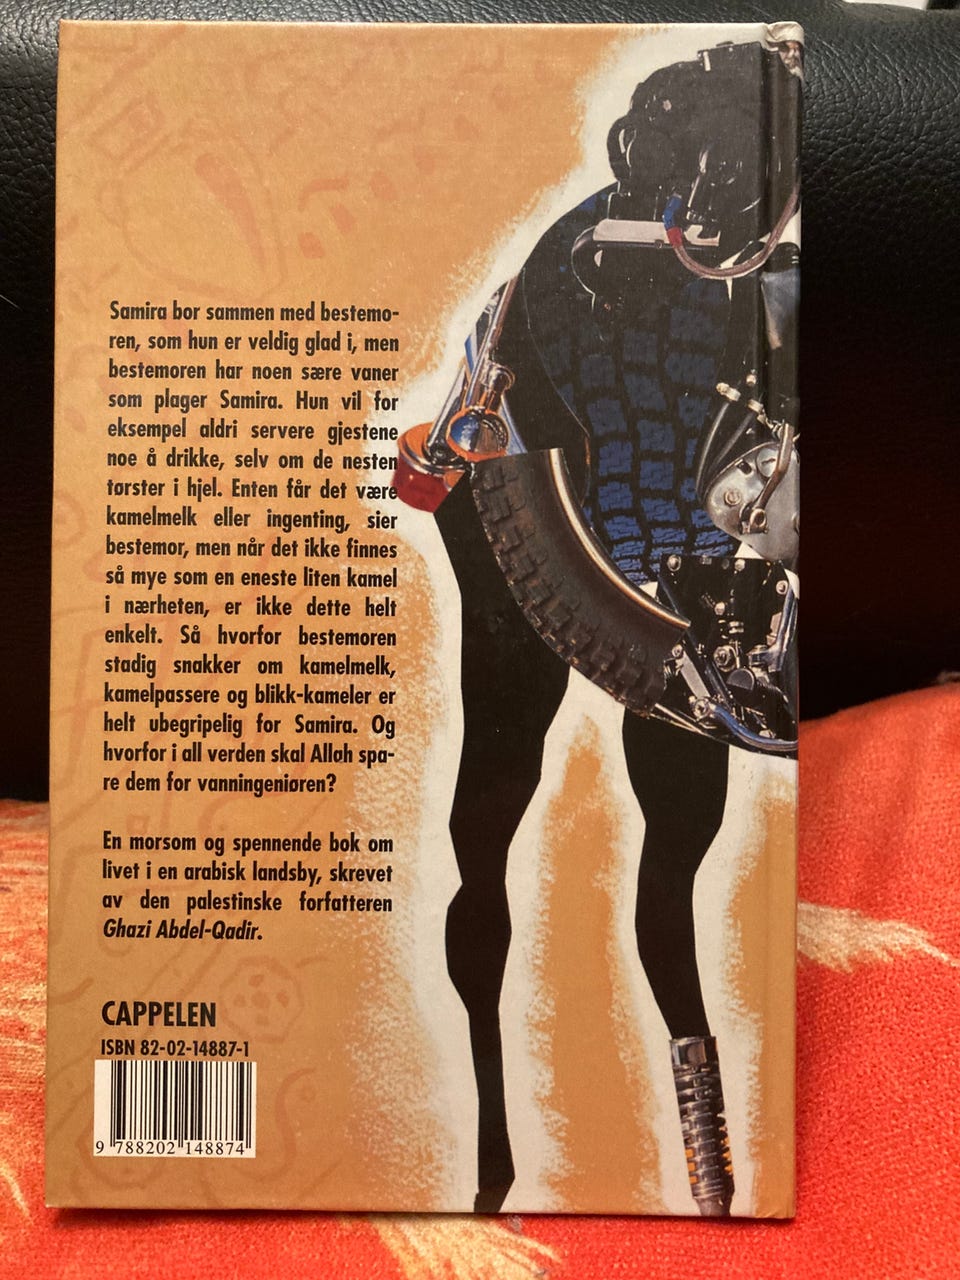 Samira bor sammen med bestemo-
ren, som hun er veldig glad i, men
bestemoren har noen sære vaner
som plager Samira. Hun vil for
eksempel aldri servere gjestene
noe å drikke, selv om de nesten
tørster i hjel. Enten får det være
kamelmelk eller ingenting, sier
bestemor, men når det ikke finnes
så mye som en eneste liten kamel
i nærheten, er ikke dette helt
enkelt. Så hvorfor bestemoren
stadig snakker om kamelmelk,
kamelpassere og blikk-kameler er
helt ubegripelig for Samira. Og
hvorfor i all verden skal Allah spa-
re dem for vanningeniøren?
En morsom og spennende bok om
livet i en arabisk landsby, skrevet
av den palestinske forfatteren
Ghazi Abdel-Qadir.
CAPPELEN
ISBN 82-02-14887-1
9 788202 148874